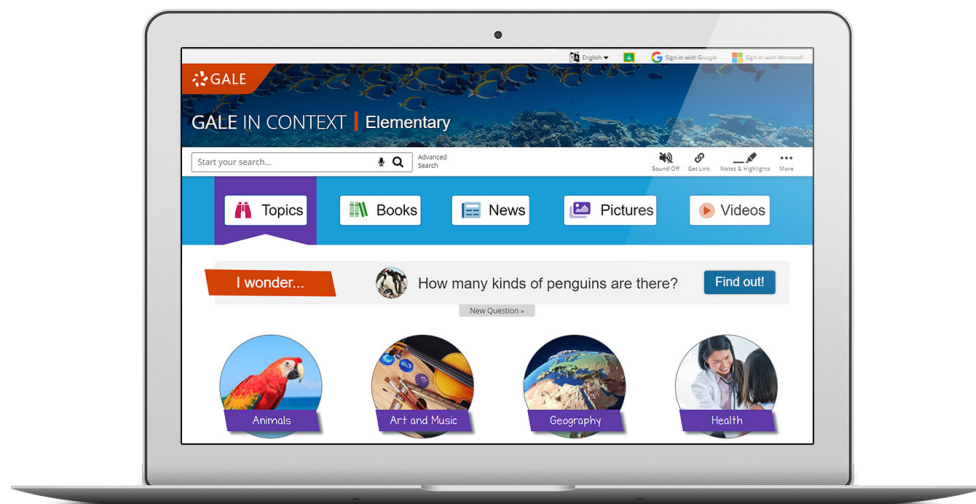 English
Sign in with Google
Sign in with Microsoft
GALE
GALE IN CONTEXT | Elementary
Start your search...
Advanced
Search
Sound Off
Get Link
Notes & Highlights
More
Topics
Books
News
Pictures
Videos
I wonder...
How many kinds of penguins are there?
Find out!
New Question »
Animals
Art and Music
Geography
Health